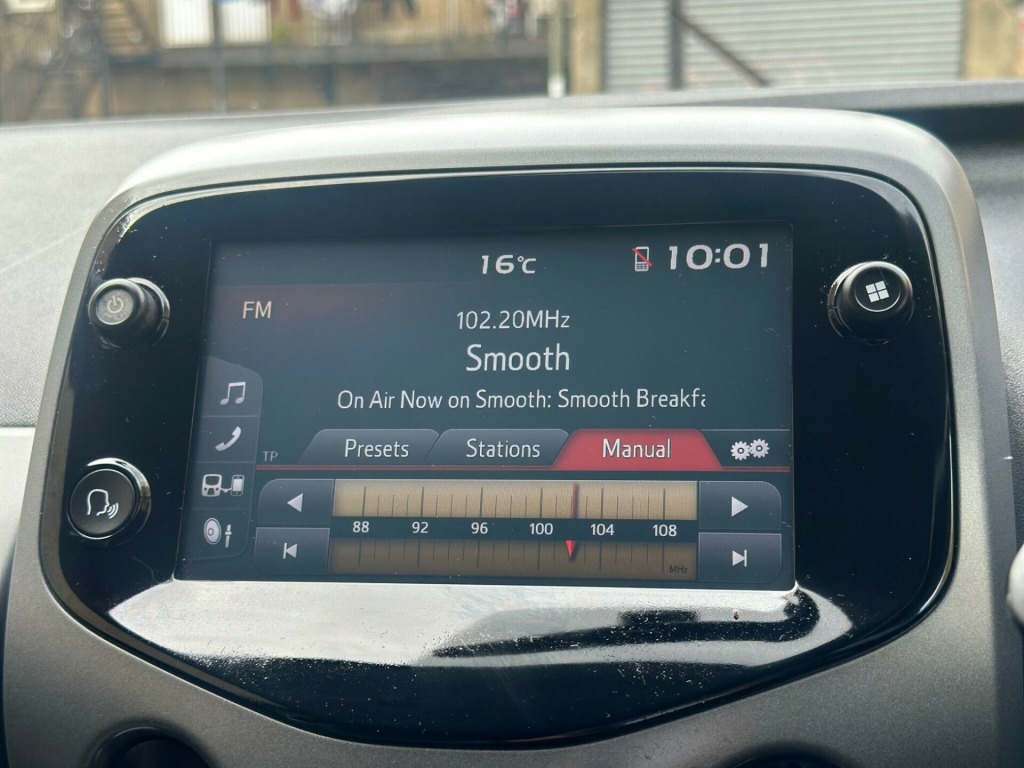 16°C 10:01
FM
102.20MHz
Smooth
On Air Now on Smooth: Smooth Breakfa
TP Presets Stations Manual
88 92 96 100 104 108
MHz